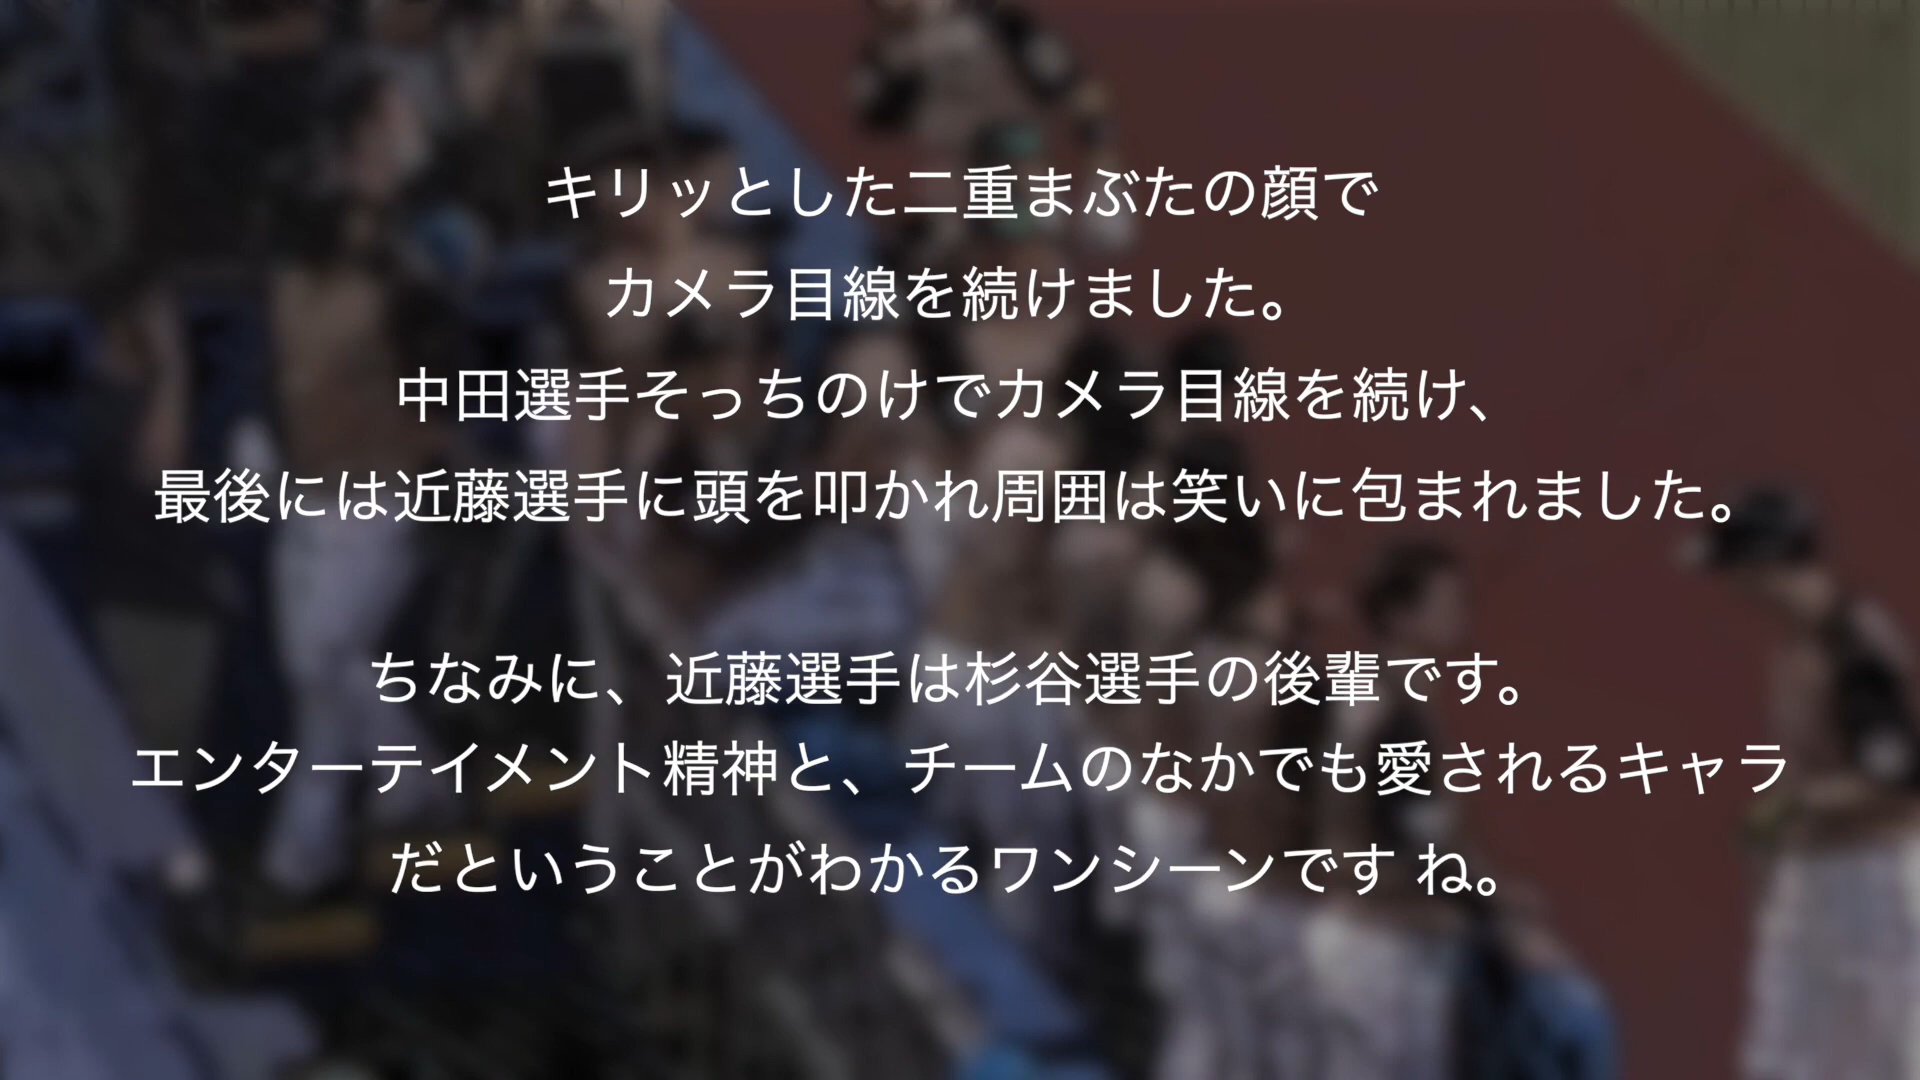 キリッとした二重まぶたの顔で
カメラ目線を続けました。
中田選手そっちのけでカメラ目線を続け、
最後には近藤選手に頭を叩かれ周囲は笑いに包まれました。
ちなみに、近藤選手は杉谷選手の後輩です。
エンターテイメント精神と、チームのなかでも愛されるキャラ
だということがわかるワンシーンです ね。